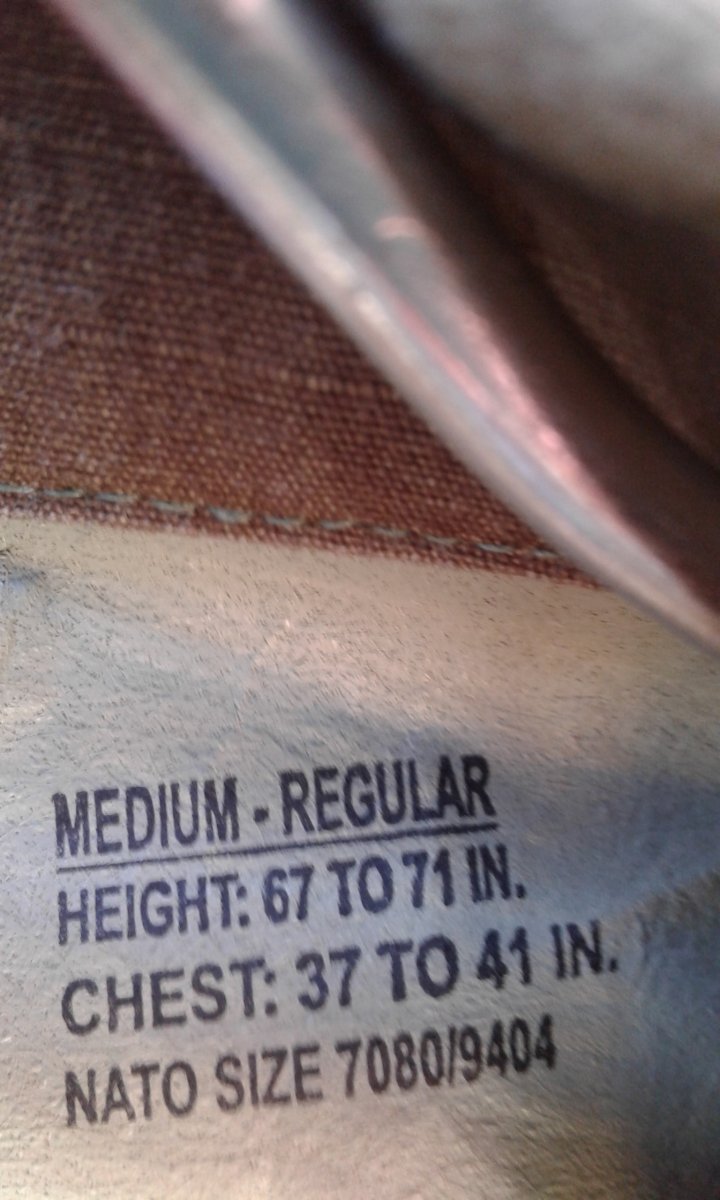 MEDIUM - REGULAR
HEIGHT: 67 TO 71 IN.
CHEST: 37 TO 41 IN.
NATO SIZE 7080/9404